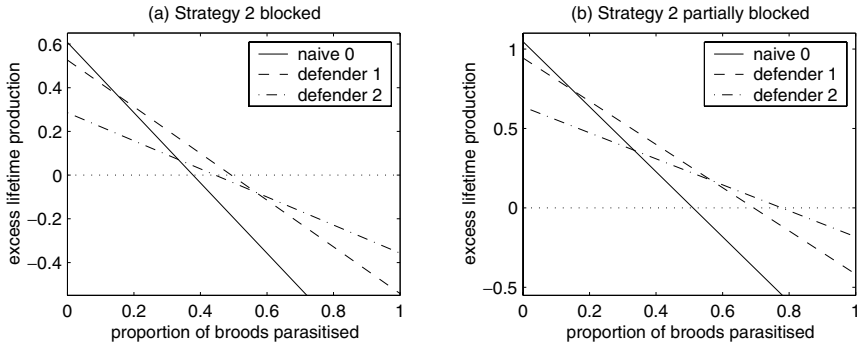 (a) Strategy 2 blocked
0.6
0.4
0.2
0
−0.2
−0.4
0
0.2
0.4
0.6
0.8
1
excess lifetime production
proportion of broods parasitised
naive 0
defender 1
defender 2
(b) Strategy 2 partially blocked
1
0.5
0
−0.5
0
0.2
0.4
0.6
0.8
1
excess lifetime production
proportion of broods parasitised
naive 0
defender 1
defender 2